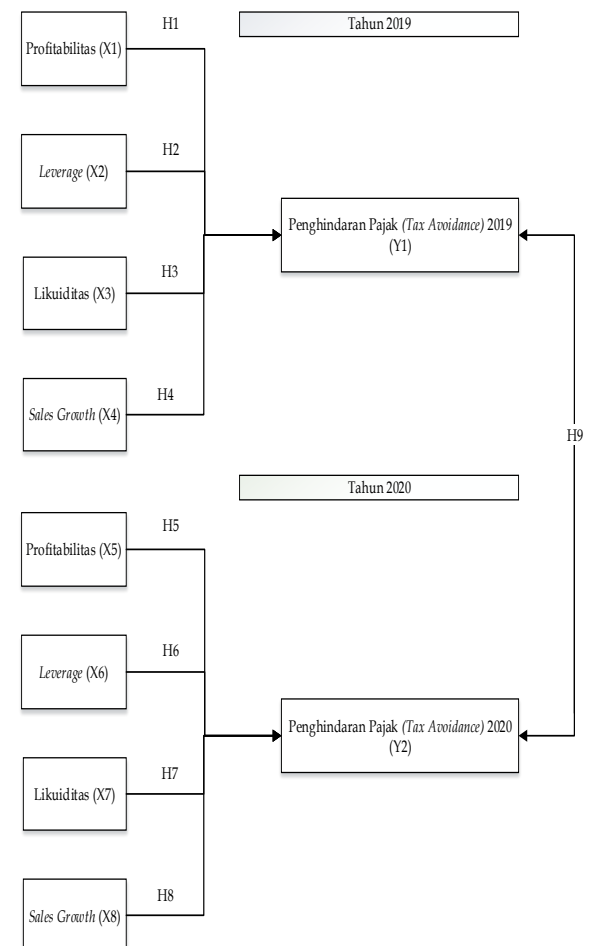 H1
Tahun 2019
Profitabilitas (X1)
H2
Leverage (X2)
Penghindaran Pajak (Tax Avoidance) 2019
(Y1)
H3
Likuiditas (X3)
H4
Sales Growth (X4)
H9
Tahun 2020
H5
Profitabilitas (X5)
H6
Leverage (X6)
Penghindaran Pajak (Tax Avoidance) 2020
(Y2)
H7
Likuiditas (X7)
H8
Sales Growth (X8)